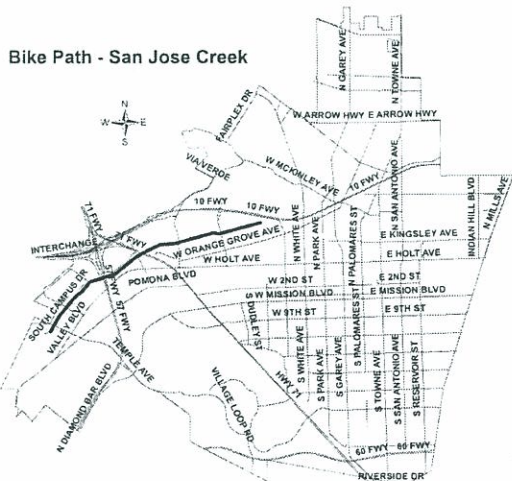 Bike Path - San Jose Creek
N
W E
S
N GAREY AVE
N TOWNE AVE
FAIRPLEX DR
W ARROW HWY E ARROW HWY
VIA VERDE
W MCKINLEY AVE
10 FWY
N SAN ANTONIO AVE
INDIAN HILL BLVD
N MILLS AVE
71 FWY
10 FWY
10 FWY
N WHITE AVE
N PARK AVE
N PALOMARES ST
E KINGSLEY AVE
INTERCHANGE
FWY
W ORANGE GROVE AVE
W HOLT AVE
E HOLT AVE
SOUTH CAMPUS DR
57 FWY
POMONA BLVD
W 2ND ST
E 2ND ST
VALLEY BLVD
W MISSION BLVD
E MISSION BLVD
S DUDLEY ST
W 9TH ST
E 9TH ST
S PALOMARES ST
TEMPLE AVE
S WHITE AVE
S PARK AVE
S GAREY AVE
S TOWNE AVE
S SAN ANTONIO AVE
S RESERVOIR ST
N DIAMOND BAR BLVD
VILLAGE LOOP RD
HWY 71
60 FWY 60 FWY
RIVERSIDE DR